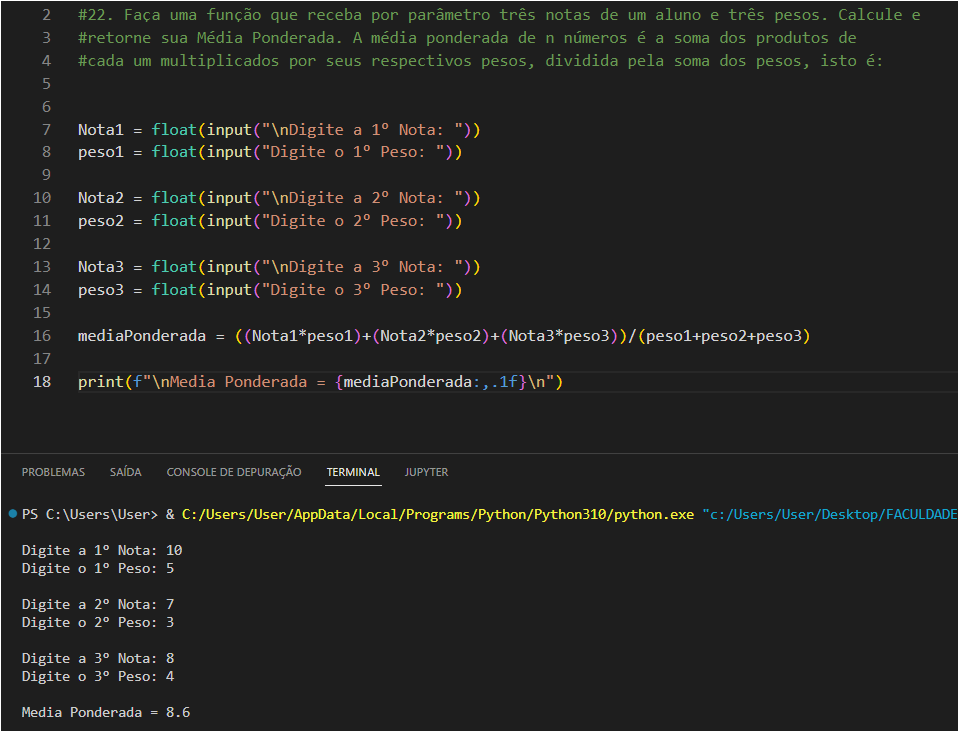 2 #22. Faça uma função que receba por parâmetro três notas de um aluno e três pesos. Calcule e
3 #retorne sua Média Ponderada. A média ponderada de n números é a soma dos produtos de
4 #cada um multiplicados por seus respectivos pesos, dividida pela soma dos pesos, isto é:
5
6
7 Nota1 = float(input("\nDigite a 1º Nota: "))
8 peso1 = float(input("Digite o 1º Peso: "))
9
10 Nota2 = float(input("\nDigite a 2º Nota: "))
11 peso2 = float(input("Digite o 2º Peso: "))
12
13 Nota3 = float(input("\nDigite a 3º Nota: "))
14 peso3 = float(input("Digite o 3º Peso: "))
15
16 mediaPonderada = ((Nota1*peso1)+(Nota2*peso2)+(Nota3*peso3))/(peso1+peso2+peso3)
17
18 print(f"\nMedia Ponderada = {mediaPonderada:,.1f}\n")
PROBLEMAS SAÍDA CONSOLE DE DEPURAÇÃO TERMINAL JUPYTER
PS C:\Users\User> & C:/Users/User/AppData/Local/Programs/Python/Python310/python.exe "c:/Users/User/Desktop/FACULDADE
Digite a 1º Nota: 10
Digite o 1º Peso: 5
Digite a 2º Nota: 7
Digite o 2º Peso: 3
Digite a 3º Nota: 8
Digite o 3º Peso: 4
Media Ponderada = 8.6